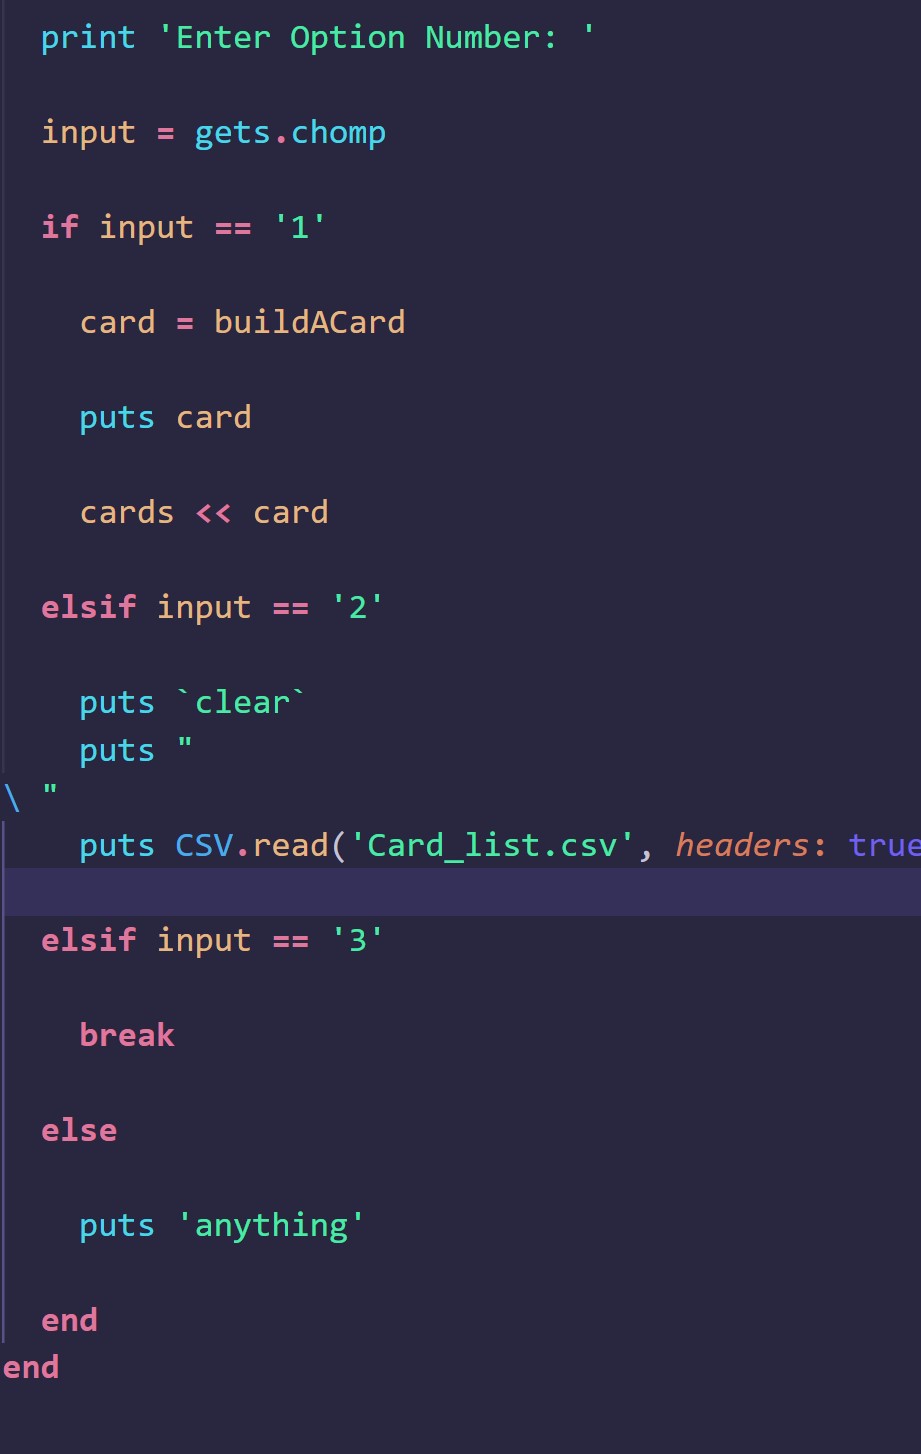 print 'Enter Option Number: '
input = gets.chomp
if input == '1'
card = buildACard
puts card
cards << card
elsif input == '2'
puts `clear`
puts "
\ "
puts CSV.read('Card_list.csv', headers: true
elsif input == '3'
break
else
puts 'anything'
end
end